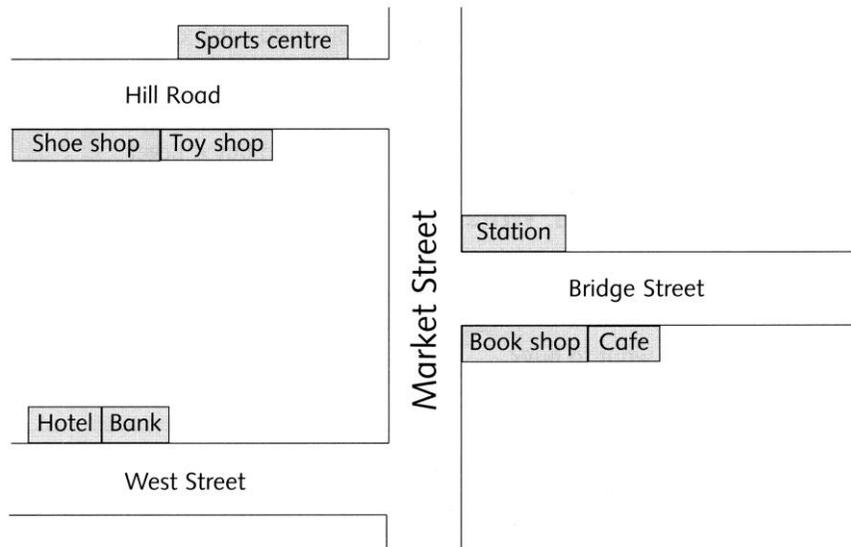 Sports centre
Hill Road
Shoe shop
Toy shop
Market Street
Station
Bridge Street
Book shop
Cafe
Hotel
Bank
West Street